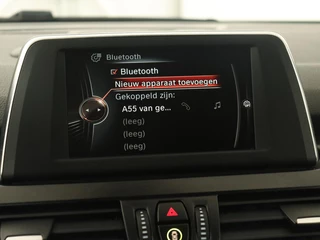 Bluetooth
Bluetooth
Nieuw apparaat toevoegen
Gekoppeld zijn:
A55 van ge...
(leeg)
(leeg)
(leeg)